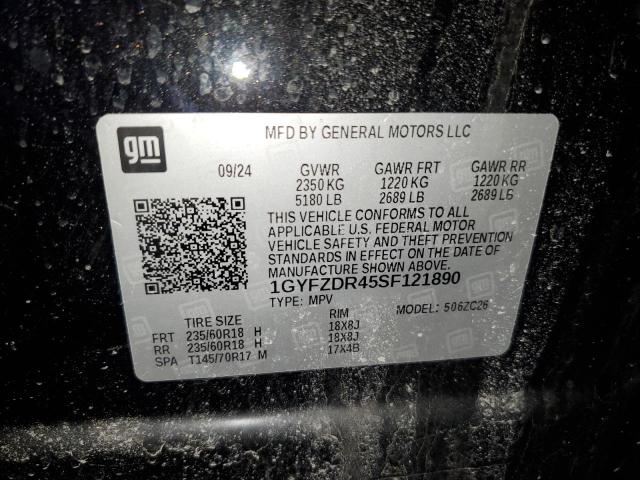 gm
MFD BY GENERAL MOTORS LLC
09/24 GVWR GAWR FRT GAWR RR
2350 KG 1220 KG 1220 KG
5180 LB 2689 LB 2689 LB
THIS VEHICLE CONFORMS TO ALL
APPLICABLE U.S. FEDERAL MOTOR
VEHICLE SAFETY AND THEFT PREVENTION
STANDARDS IN EFFECT ON THE DATE OF
MANUFACTURE SHOWN ABOVE.
1GYFZDR45SF121890
TYPE: MPV MODEL: 506ZC26
TIRE SIZE RIM
FRT 235/60R18 H 18X8J
RR 235/60R18 H 18X8J
SPA T145/70R17 M 17X4B